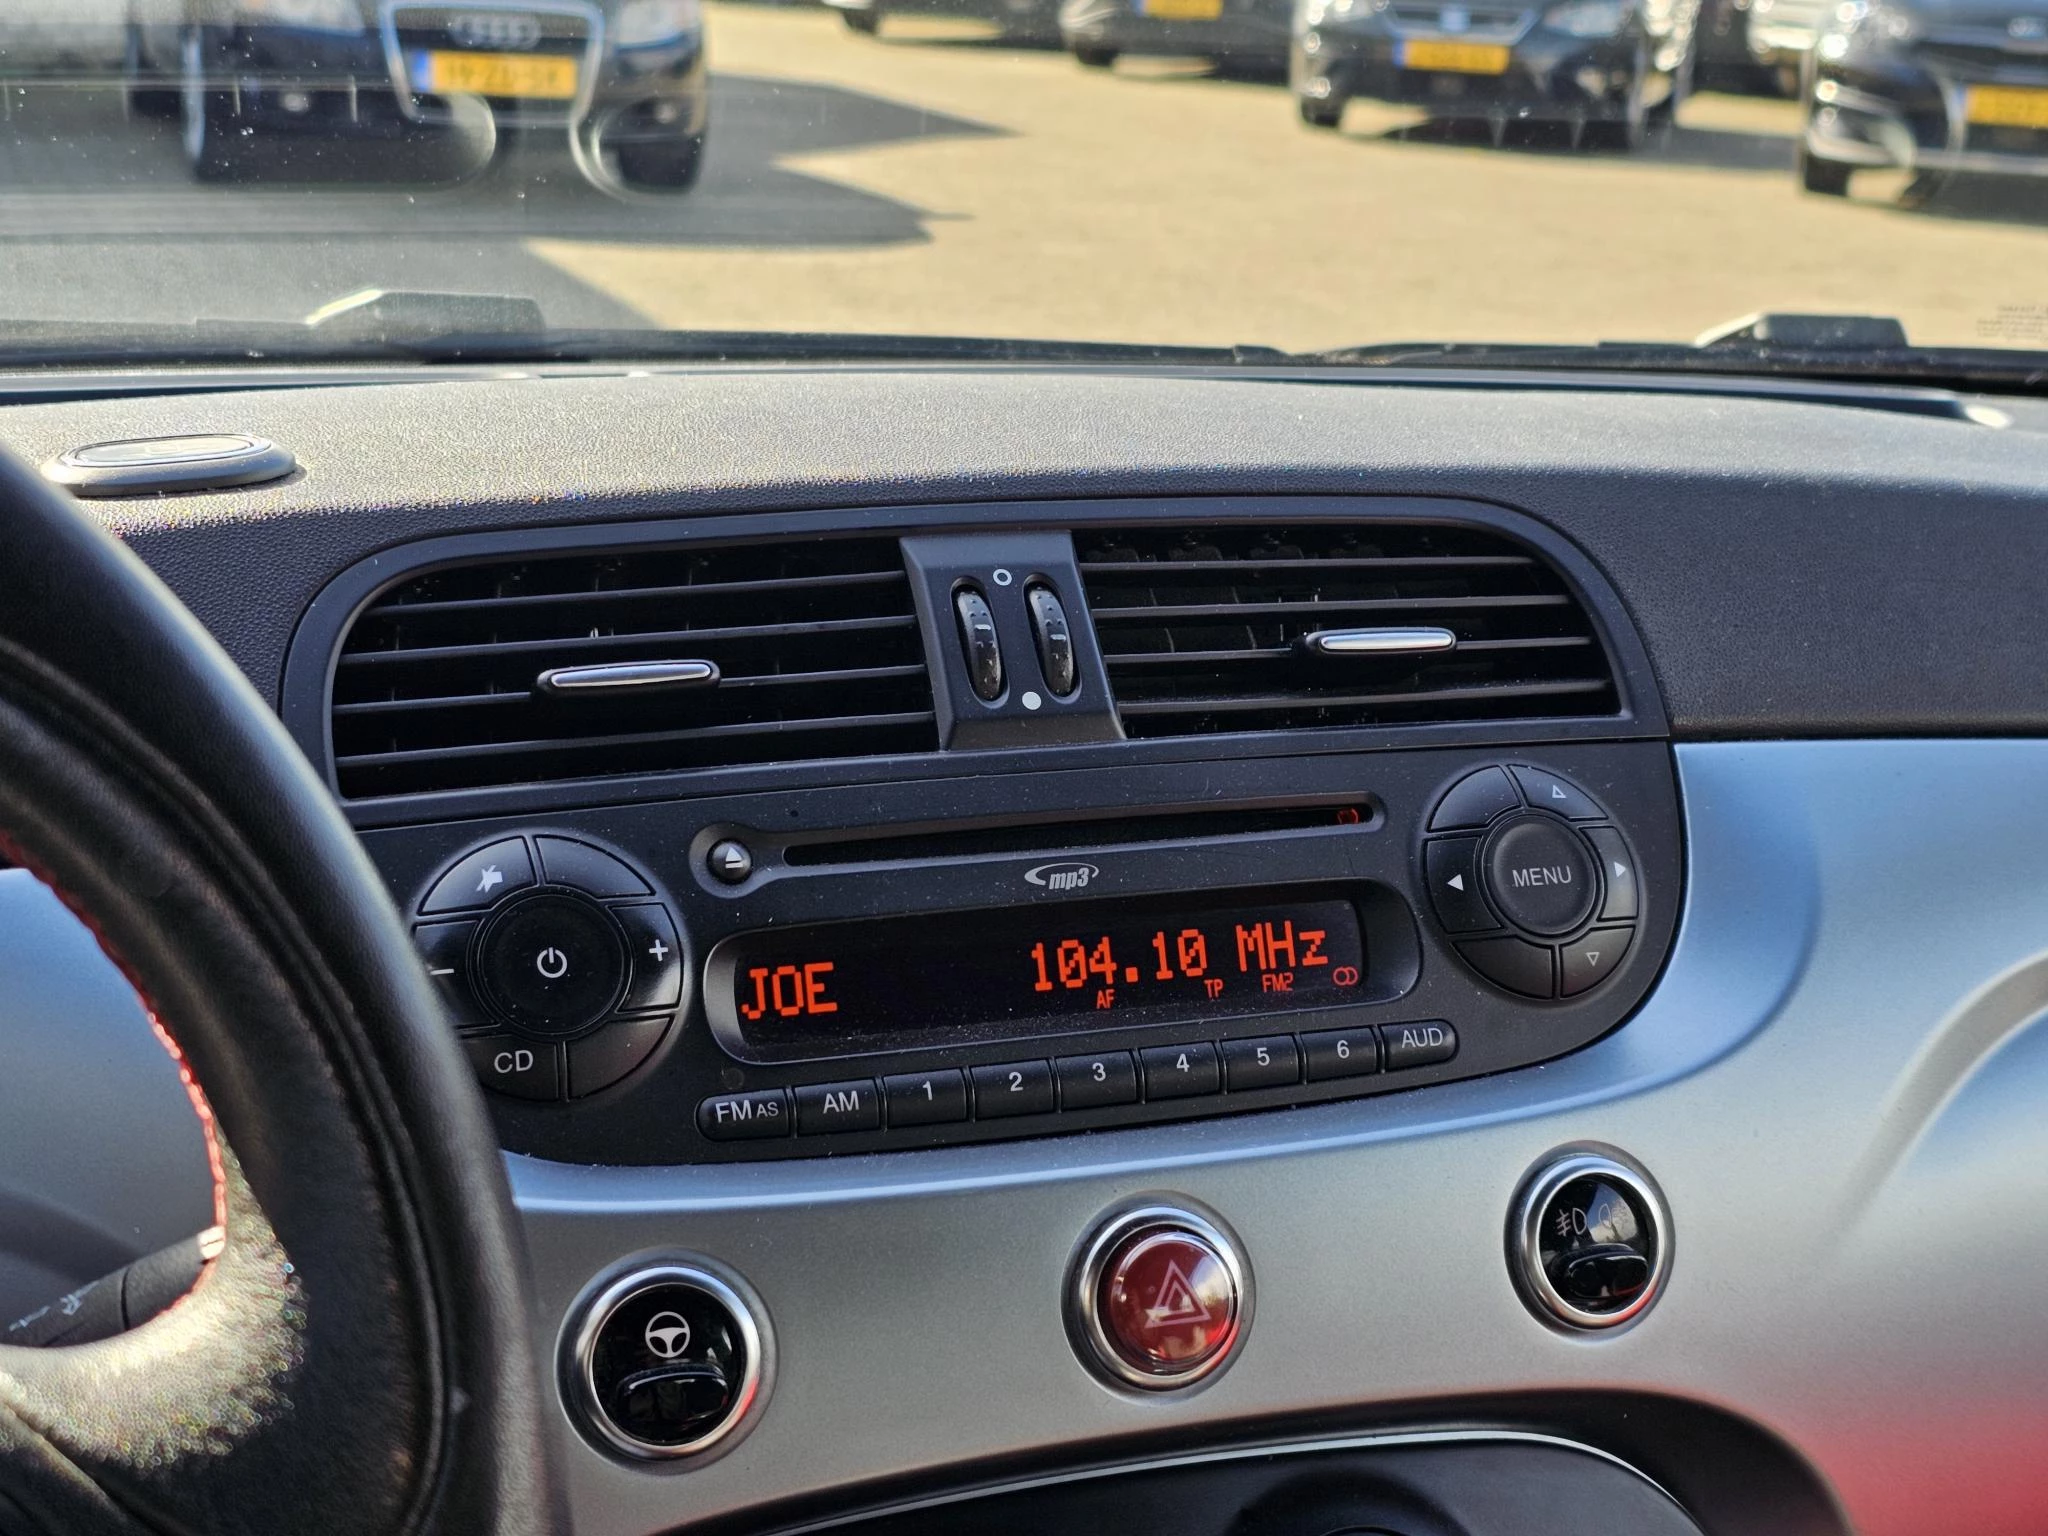 mp3
MENU
JOE 104.10 MHz
AF TP FM2
CD
FM AS AM 1 2 3 4 5 6 AUD